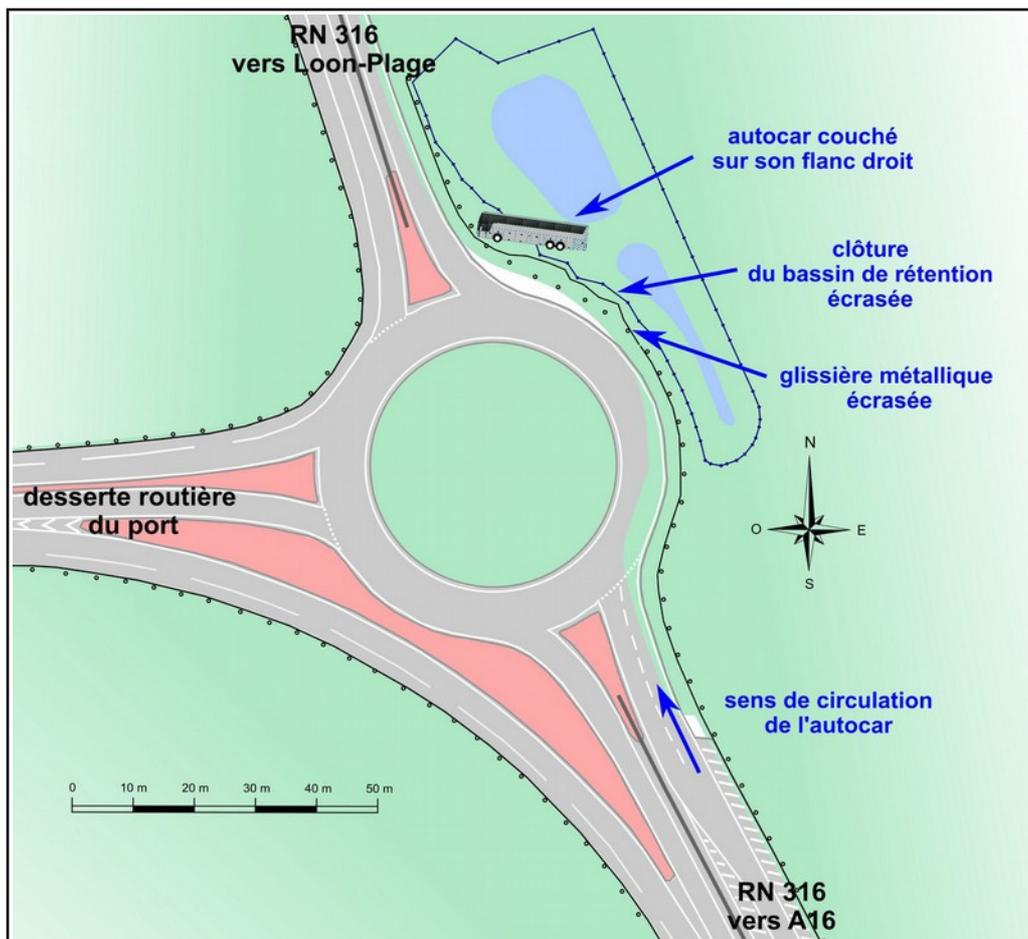 RN 316
vers Loon-Plage
autocar couché
sur son flanc droit
clôture
du bassin de rétention
écrasée
glissière métallique
écrasée
desserte routière
du port
N
O
E
S
sens de circulation
de l'autocar
0 10 m 20 m 30 m 40 m 50 m
RN 316
vers A16